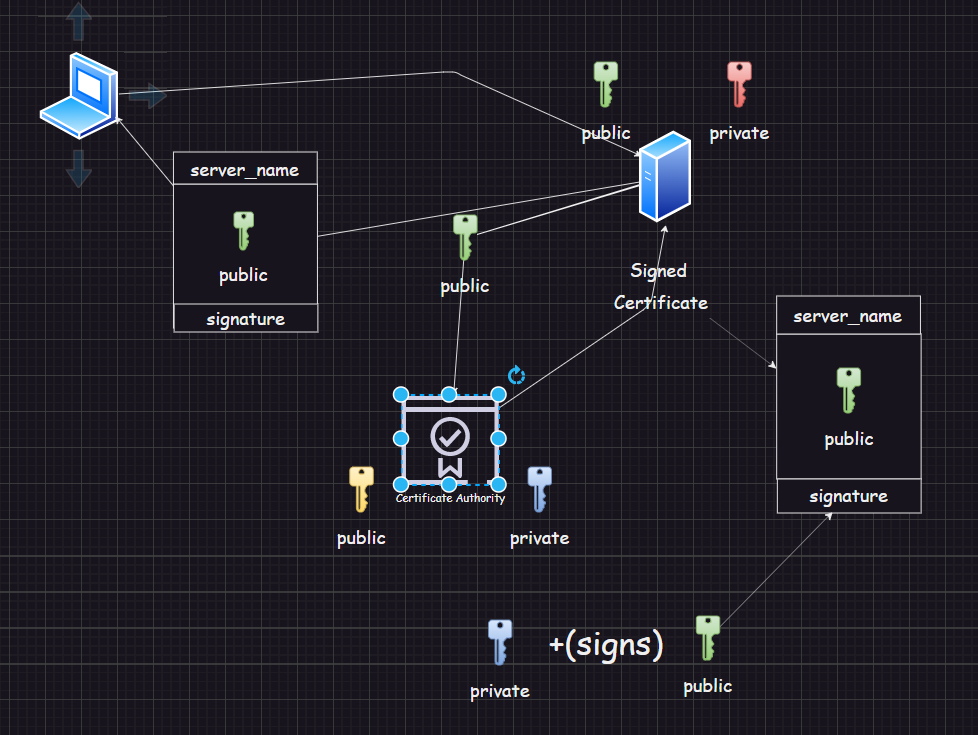 public
private
server_name
public
signature
public
Signed
Certificate
server_name
public
signature
Certificate Authority
public
private
+(signs)
private
public